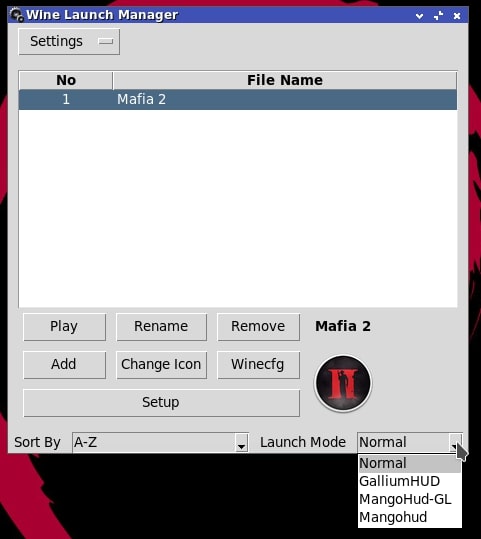 Wine Launch Manager
Settings
No File Name
1 Mafia 2
Play Rename Remove Mafia 2
Add Change Icon Winecfg
Setup
Sort By A-Z Launch Mode Normal
Normal
GalliumHUD
MangoHud-GL
Mangohud